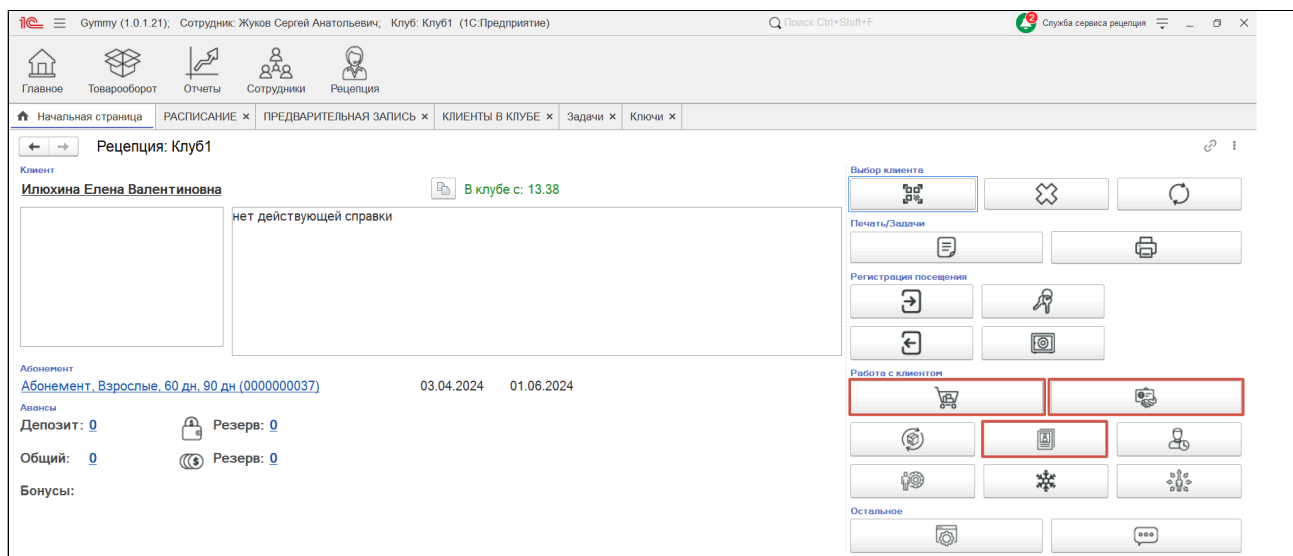 Gymmy (1.0.1.21); Сотрудник: Жуков Сергей Анатольевич; Клуб: Клуб1 (1С:Предприятие) Поиск Ctrl+Shift+F 2 Служба сервиса рецепция
Главное Товарооборот Отчеты Сотрудники Рецепция
Начальная страница РАСПИСАНИЕ × ПРЕДВАРИТЕЛЬНАЯ ЗАПИСЬ × КЛИЕНТЫ В КЛУБЕ × Задачи × Ключи ×
Рецепция: Клуб1
Клиент Выбор клиента
Илюхина Елена Валентиновна В клубе с: 13.38
нет действующей справки
Печать/Задачи
Регистрация посещения
Абонемент Работа с клиентом
Абонемент, Взрослые, 60 дн, 90 дн (0000000037) 03.04.2024 01.06.2024
Авансы
Депозит: 0 Резерв: 0
Общий: 0 Резерв: 0
Бонусы:
Остальное